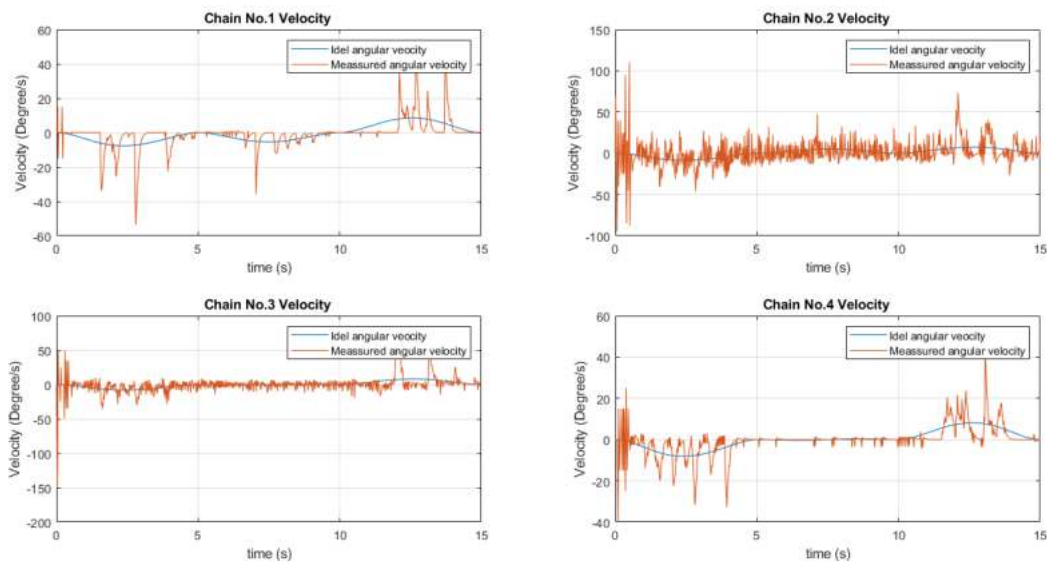 Chain No.1 Velocity
Idel angular veocity
Meassured angular velocity
Velocity (Degree/s)
60
40
20
0
-20
-40
-60
0
5
10
15
time (s)
Chain No.2 Velocity
Idel angular veocity
Meassured angular velocity
Velocity (Degree/s)
150
100
50
0
-50
-100
0
5
10
15
time (s)
Chain No.3 Velocity
Idel angular veocity
Meassured angular velocity
Velocity (Degree/s)
100
50
0
-50
-100
-150
-200
0
5
10
15
time (s)
Chain No.4 Velocity
Idel angular veocity
Meassured angular velocity
Velocity (Degree/s)
60
40
20
0
-20
-40
0
5
10
15
time (s)